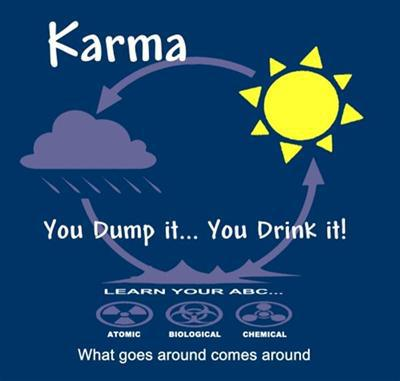 Karma
You Dump it... You Drink it!
LEARN YOUR ABC...
ATOMIC BIOLOGICAL CHEMICAL
What goes around comes around